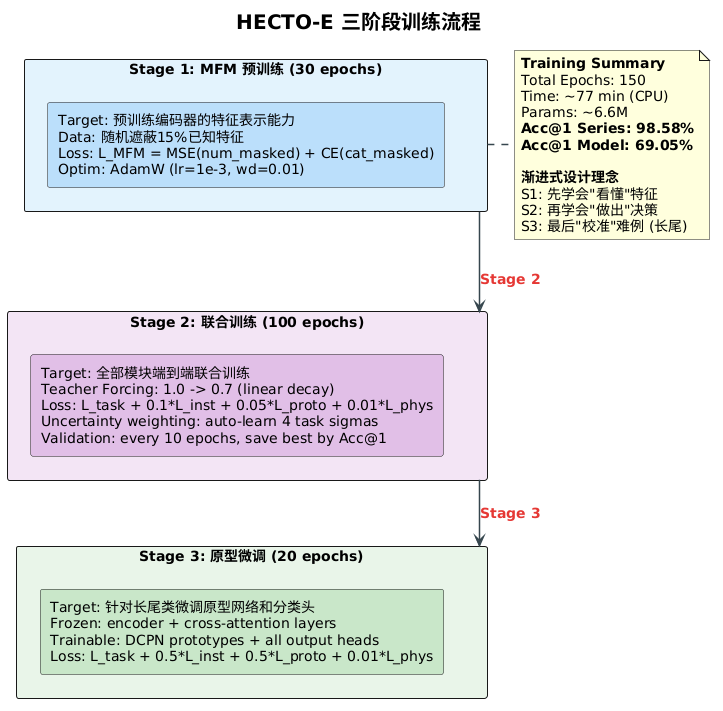 HECTO-E 三阶段训练流程
Stage 1: MFM 预训练 (30 epochs)
Target: 预训练编码器的特征表示能力
Data: 随机遮蔽15%已知特征
Loss: L_MFM = MSE(num_masked) + CE(cat_masked)
Optim: AdamW (lr=1e-3, wd=0.01)
Training Summary
Total Epochs: 150
Time: ~77 min (CPU)
Params: ~6.6M
Acc@1 Series: 98.58%
Acc@1 Model: 69.05%
渐进式设计理念
S1: 先学会"看懂"特征
S2: 再学会"做出"决策
S3: 最后"校准"难例 (长尾)
Stage 2
Stage 2: 联合训练 (100 epochs)
Target: 全部模块端到端联合训练
Teacher Forcing: 1.0 -> 0.7 (linear decay)
Loss: L_task + 0.1*L_inst + 0.05*L_proto + 0.01*L_phys
Uncertainty weighting: auto-learn 4 task sigmas
Validation: every 10 epochs, save best by Acc@1
Stage 3
Stage 3: 原型微调 (20 epochs)
Target: 针对长尾类微调原型网络和分类头
Frozen: encoder + cross-attention layers
Trainable: DCPN prototypes + all output heads
Loss: L_task + 0.5*L_inst + 0.5*L_proto + 0.01*L_phys